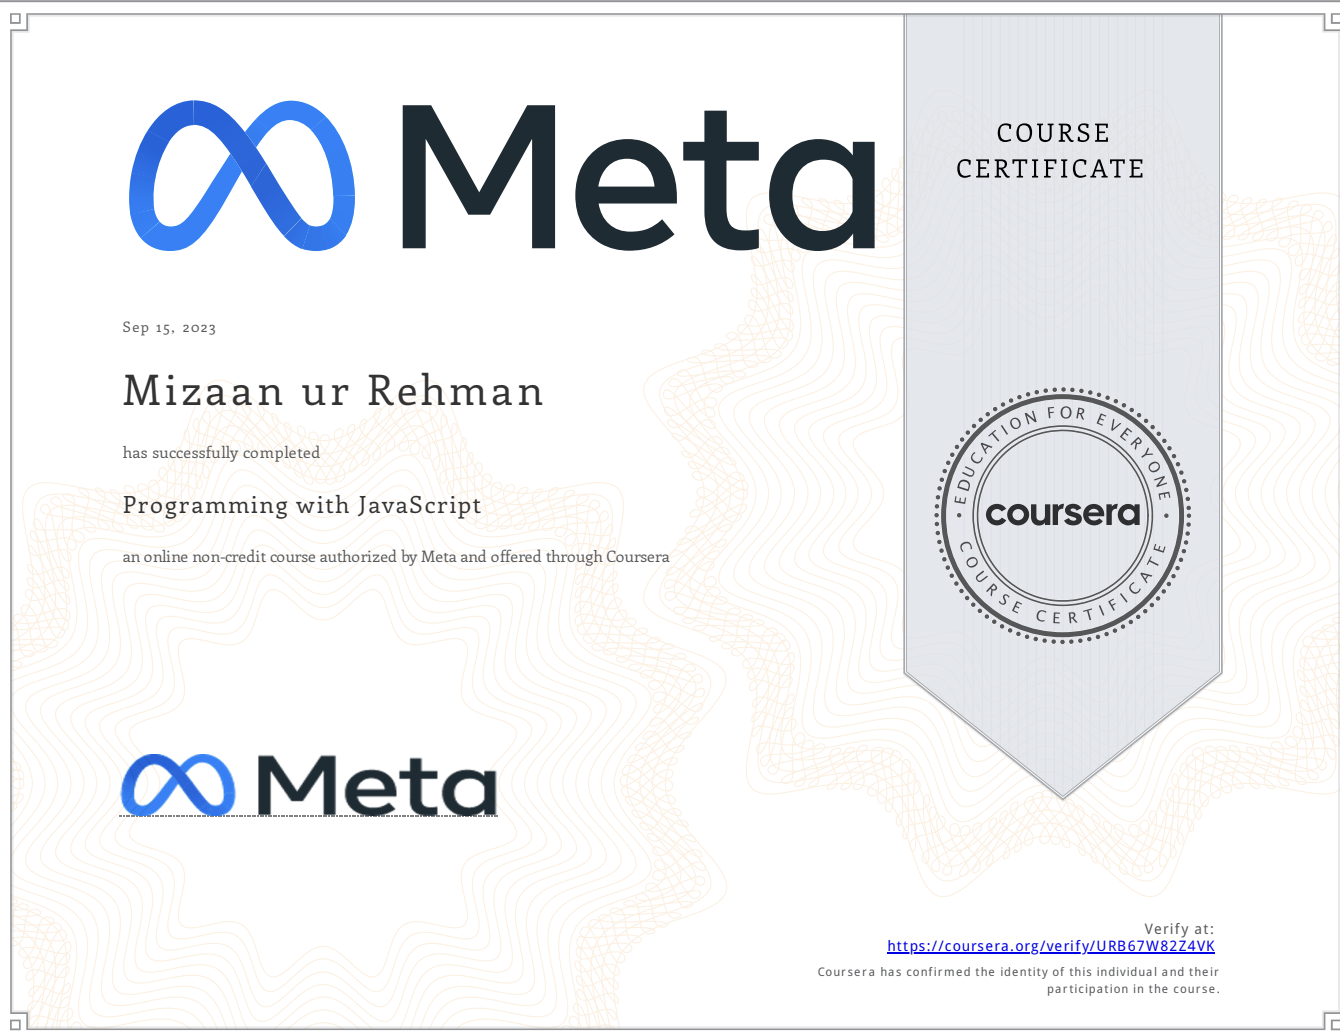 Meta
COURSE
CERTIFICATE
Sep 15, 2023
Mizaan ur Rehman
has successfully completed
Programming with JavaScript
an online non-credit course authorized by Meta and offered through Coursera
EDUCATION FOR EVERYONE
coursera
COURSE CERTIFICATE
Meta
Verify at:
https://coursera.org/verify/URB67W82Z4VK
Coursera has confirmed the identity of this individual and their
participation in the course.